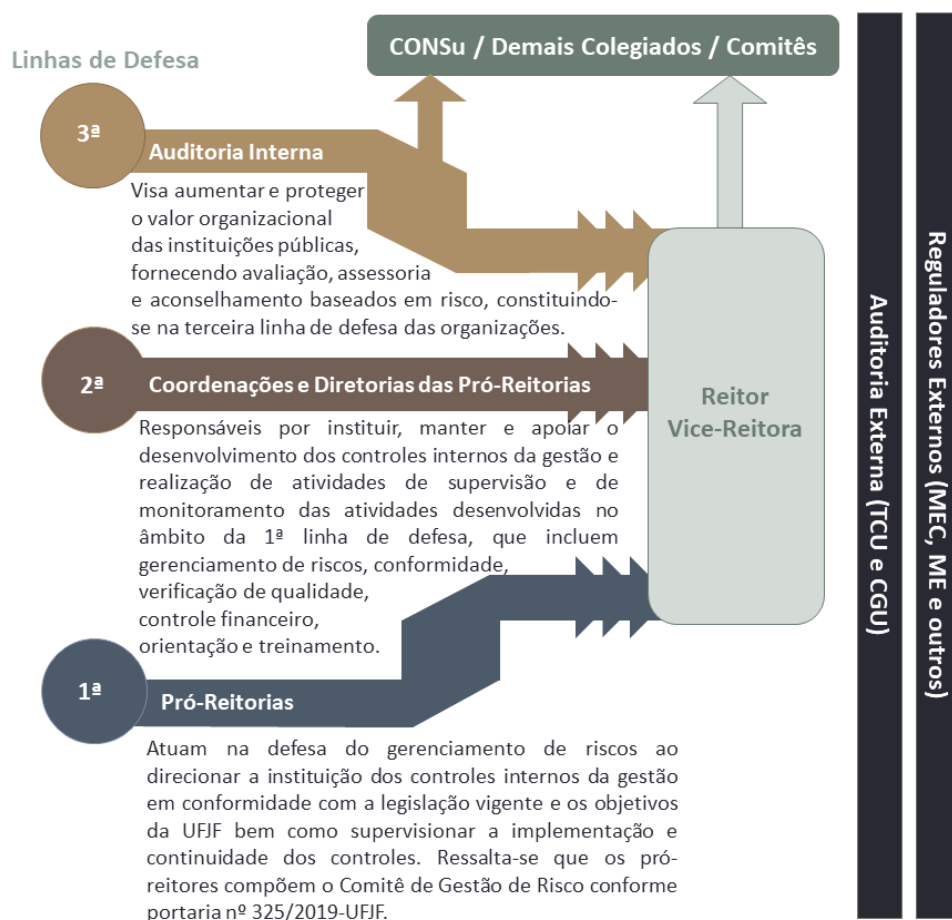 Linhas de Defesa
CONSu / Demais Colegiados / Comitês
3ª
Auditoria Interna
Visa aumentar e proteger
o valor organizacional
das instituições públicas,
fornecendo avaliação, assessoria
e aconselhamento baseados em risco, constituindo-
se na terceira linha de defesa das organizações.
2ª
Coordenações e Diretorias das Pró-Reitorias
Responsáveis por instituir, manter e apoiar o
desenvolvimento dos controles internos da gestão e
realização de atividades de supervisão e de
monitoramento das atividades desenvolvidas no
âmbito da 1ª linha de defesa, que incluem
gerenciamento de riscos, conformidade,
verificação de qualidade,
controle financeiro,
orientação e treinamento.
1ª
Pró-Reitorias
Atuam na defesa do gerenciamento de riscos ao
direcionar a instituição dos controles internos da gestão
em conformidade com a legislação vigente e os objetivos
da UFJF bem como supervisionar a implementação e
continuidade dos controles. Ressalta-se que os pró-
reitores compõem o Comitê de Gestão de Risco conforme
portaria nº 325/2019-UFJF.
Reitor
Vice-Reitora
Auditoria Externa (TCU e CGU)
Reguladores Externos (MEC, ME e outros)